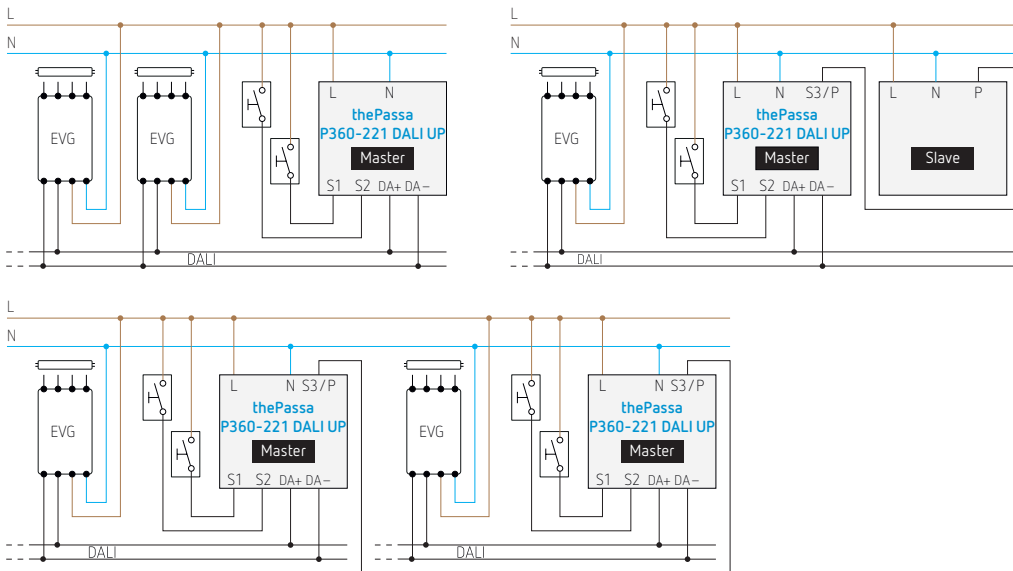 L
N
EVG
EVG
L N
thePassa
P360-221 DALI UP
Master
S1 S2 DA+ DA-
DALI
L
N
EVG
L N S3/P
thePassa
P360-221 DALI UP
Master
S1 S2 DA+ DA-
L N P
Slave
DALI
L
N
EVG
L N S3/P
thePassa
P360-221 DALI UP
Master
S1 S2 DA+ DA-
DALI
EVG
L N S3/P
thePassa
P360-221 DALI UP
Master
S1 S2 DA+ DA-
DALI